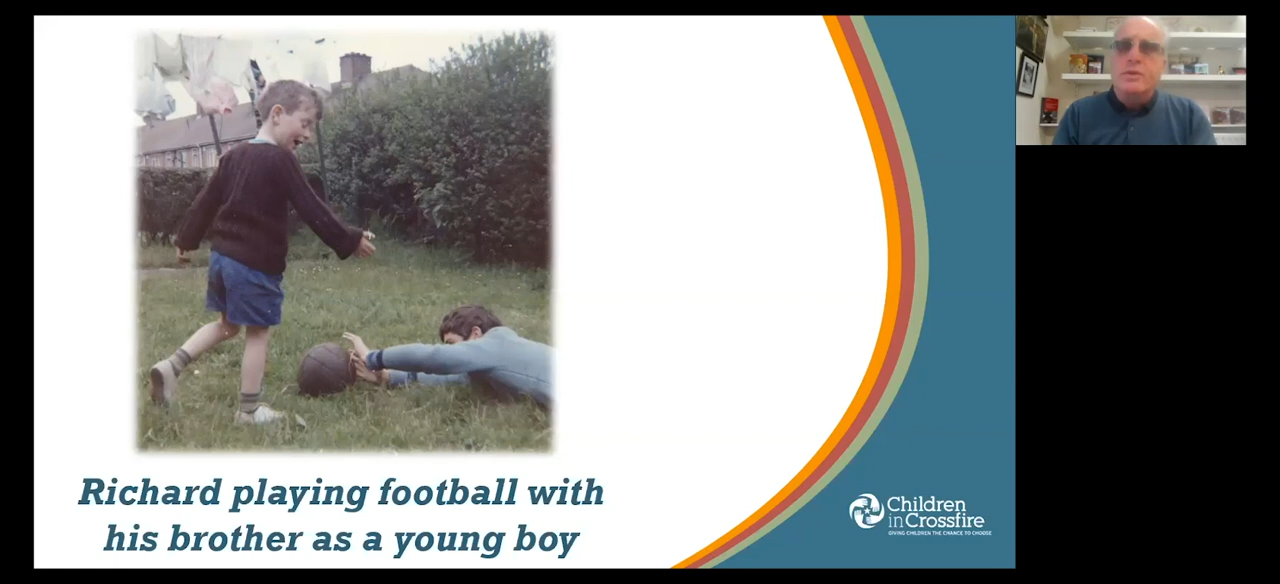 Richard playing football with
his brother as a young boy
Children
in Crossfire
GIVING CHILDREN THE CHANCE TO CHOOSE